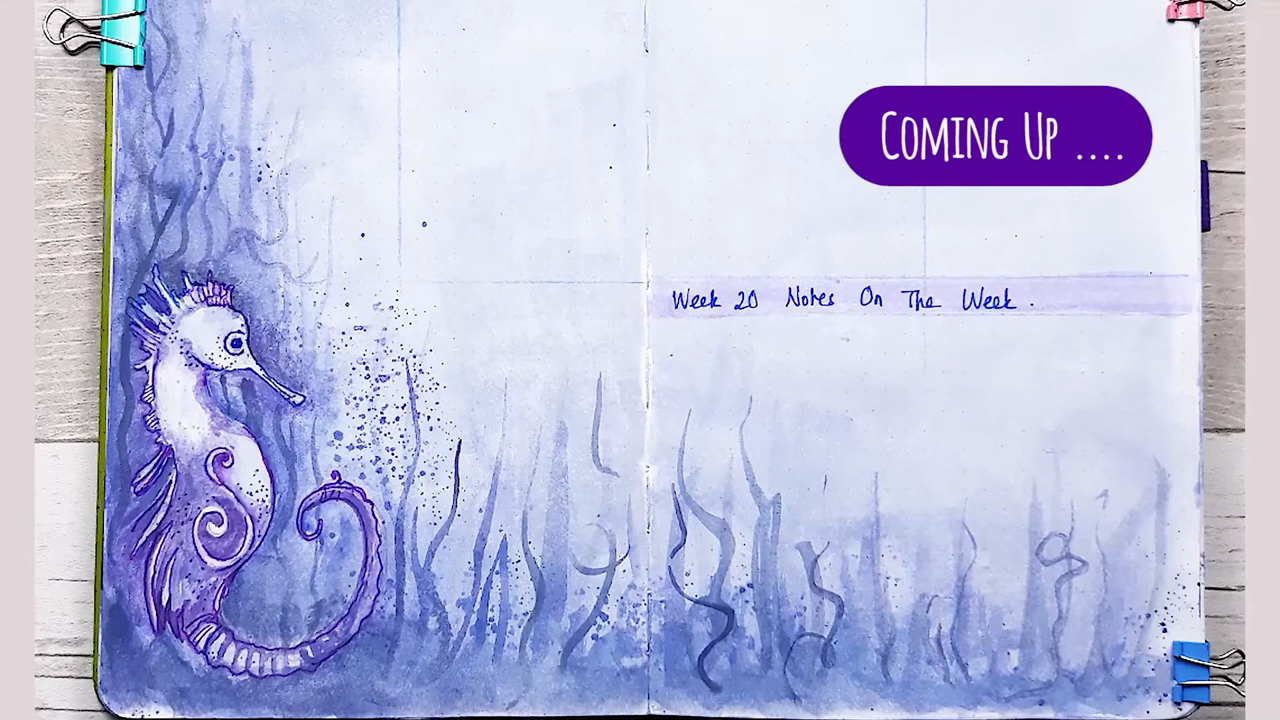 Coming Up ....
Week 20 Notes On The Week .